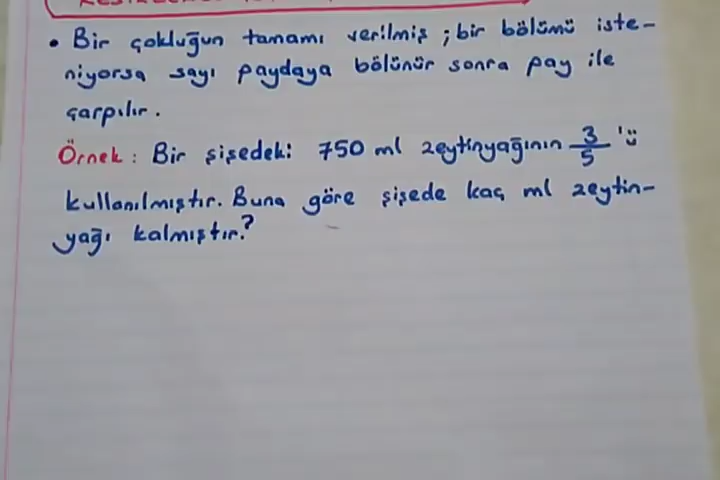 • Bir çokluğun tamamı verilmiş ; bir bölümü iste-
niyorsa sayı paydaya bölünür sonra pay ile
çarpılır.
Örnek : Bir şişedeki 750 ml zeytinyağının 3/5 'ü
kullanılmıştır. Buna göre şişede kaç ml zeytin-
yağı kalmıştır?